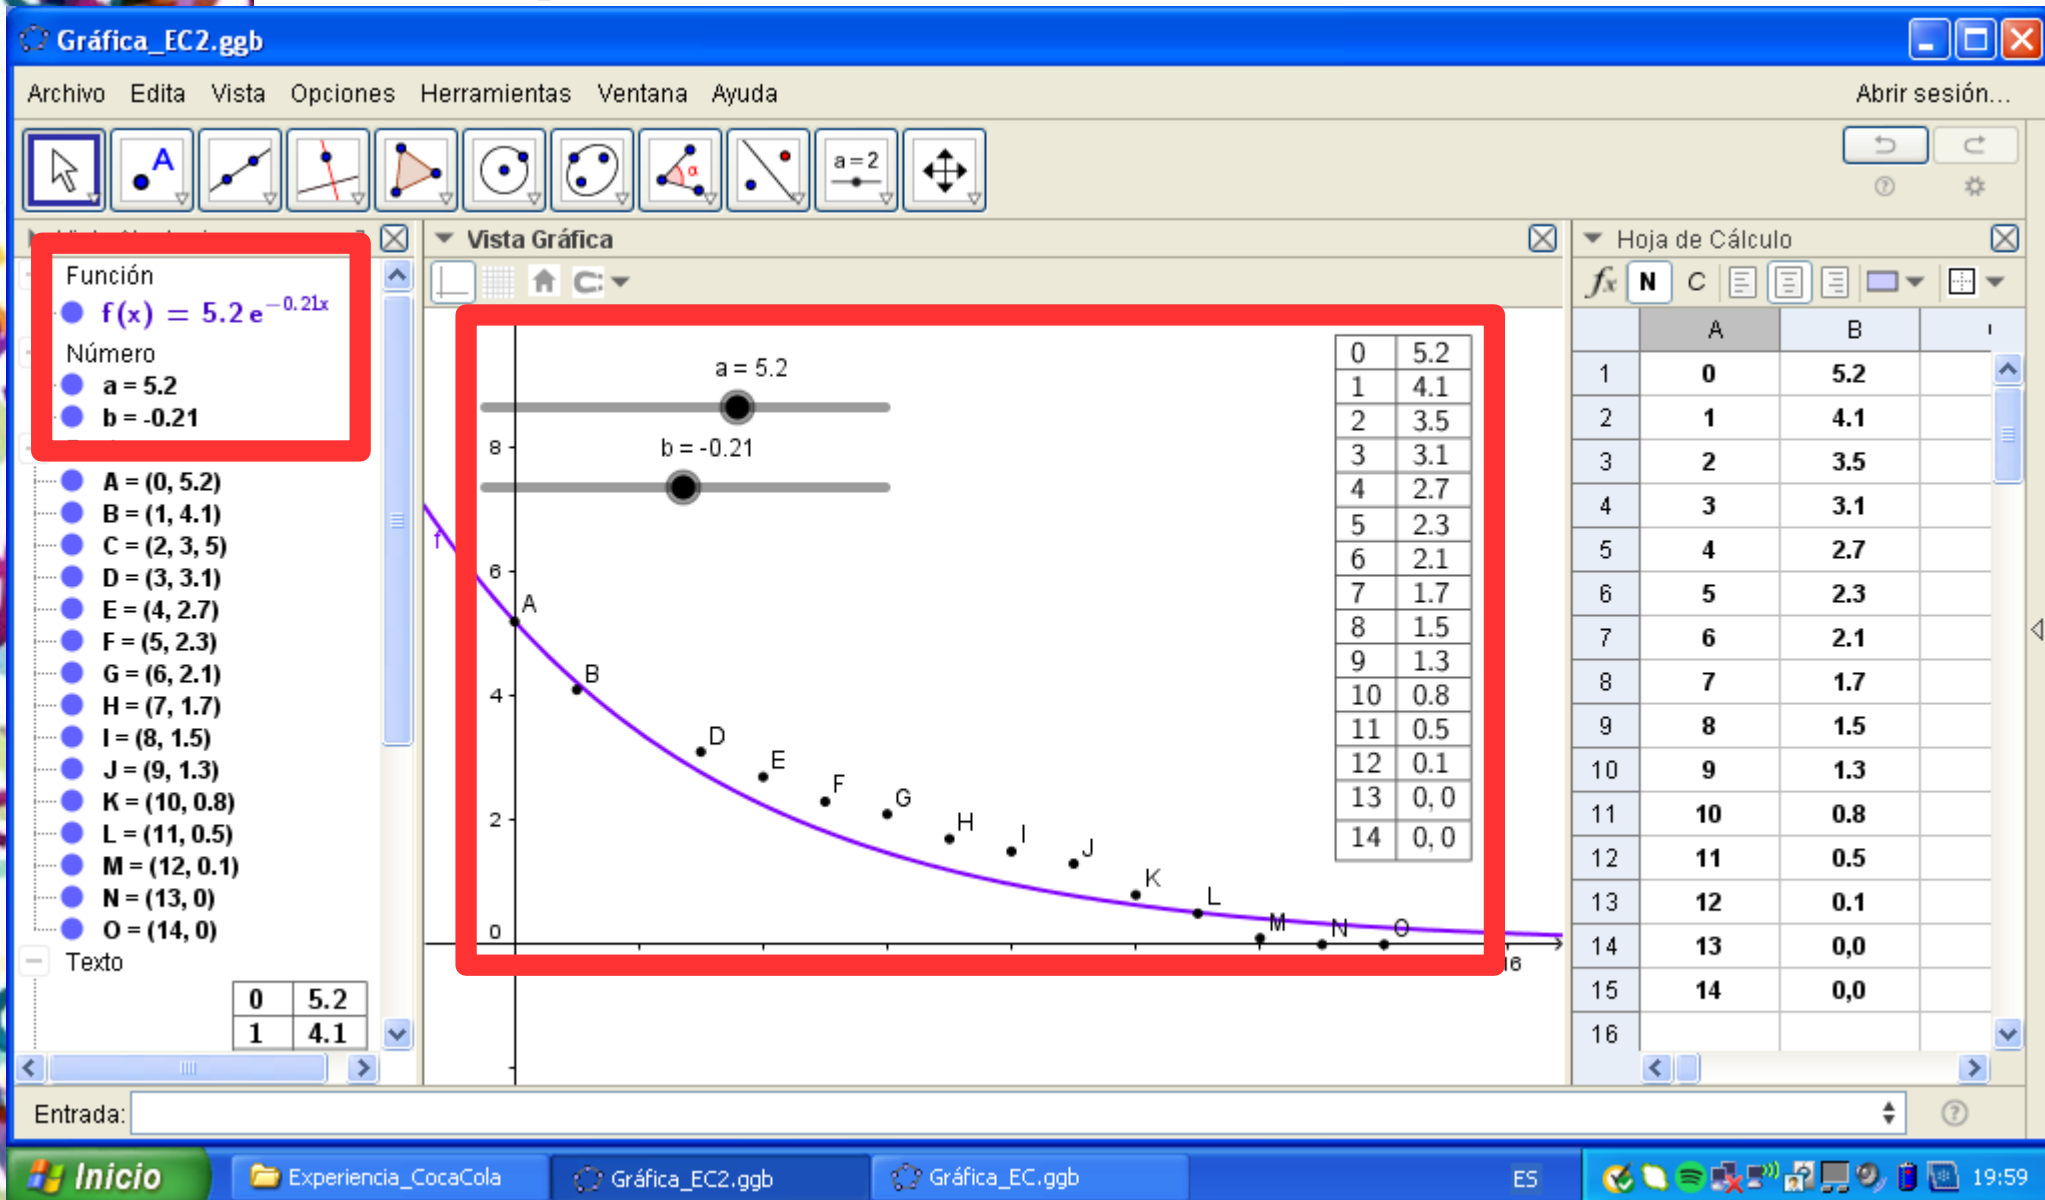 Gráfica_EC2.ggb
Archivo Edita Vista Opciones Herramientas Ventana Ayuda
Abrir sesión...
A
α
a = 2
Función
f(x) = 5.2 e^−0.21x
Número
a = 5.2
b = -0.21
A = (0, 5.2)
B = (1, 4.1)
C = (2, 3, 5)
D = (3, 3.1)
E = (4, 2.7)
F = (5, 2.3)
G = (6, 2.1)
H = (7, 1.7)
I = (8, 1.5)
J = (9, 1.3)
K = (10, 0.8)
L = (11, 0.5)
M = (12, 0.1)
N = (13, 0)
O = (14, 0)
Texto
0 5.2
1 4.1
Vista Gráfica
a = 5.2
b = -0.21
8
6
4
2
0
16
f
A
B
D
E
F
G
H
I
J
K
L
M
N
O
0 5.2
1 4.1
2 3.5
3 3.1
4 2.7
5 2.3
6 2.1
7 1.7
8 1.5
9 1.3
10 0.8
11 0.5
12 0.1
13 0, 0
14 0, 0
Hoja de Cálculo
fx N C
A B
1 0 5.2
2 1 4.1
3 2 3.5
4 3 3.1
5 4 2.7
6 5 2.3
7 6 2.1
8 7 1.7
9 8 1.5
10 9 1.3
11 10 0.8
12 11 0.5
13 12 0.1
14 13 0,0
15 14 0,0
16
Entrada:
Inicio
Experiencia_CocaCola
Gráfica_EC2.ggb
Gráfica_EC.ggb
ES
19:59